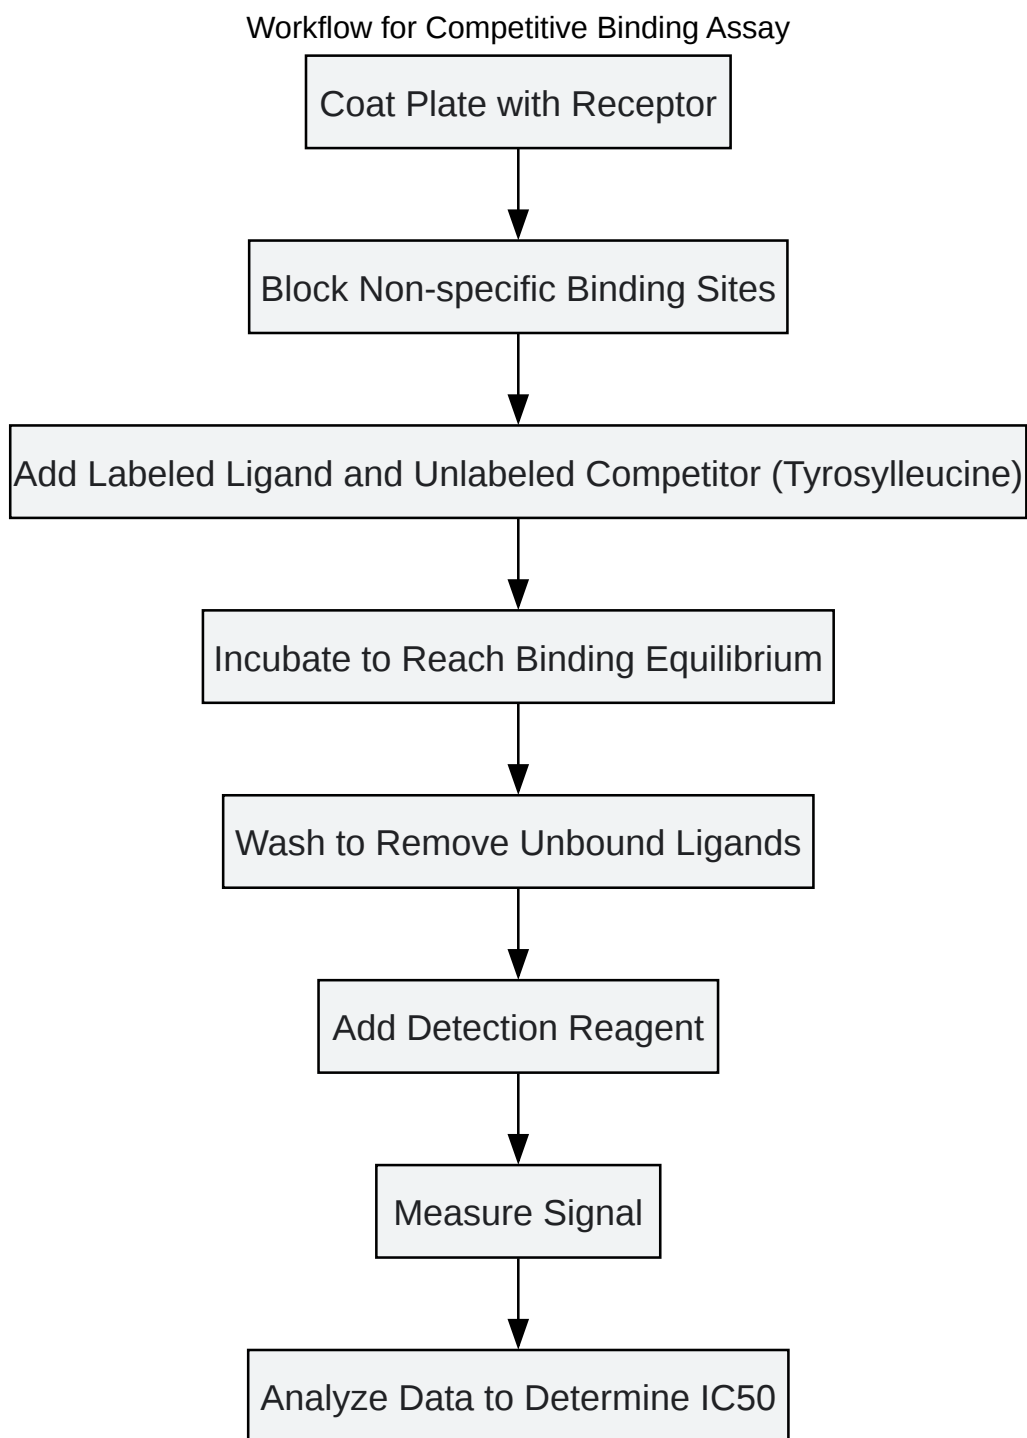 Workflow for Competitive Binding Assay
Coat Plate with Receptor
Block Non-specific Binding Sites
Add Labeled Ligand and Unlabeled Competitor (Tyrosylleucine)
Incubate to Reach Binding Equilibrium
Wash to Remove Unbound Ligands
Add Detection Reagent
Measure Signal
Analyze Data to Determine IC50